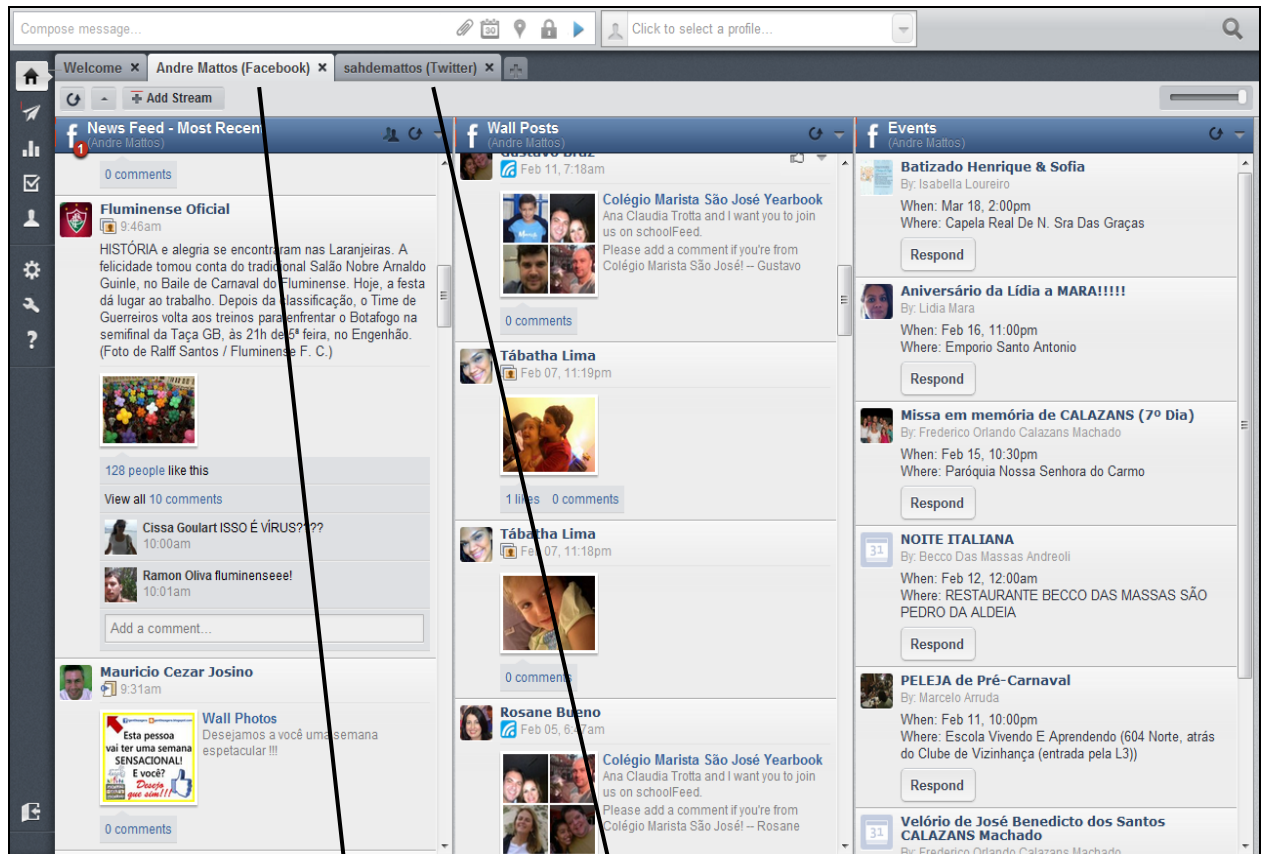 Compose message...
30
Click to select a profile...
Welcome × Andre Mattos (Facebook) × sahdemattos (Twitter) ×
Add Stream
News Feed - Most Recent
(Andre Mattos)
1
0 comments
Fluminense Oficial
9:46am
HISTÓRIA e alegria se encontraram nas Laranjeiras. A
felicidade tomou conta do tradicional Salão Nobre Arnaldo
Guinle, no Baile de Carnaval do Fluminense. Hoje, a festa
dá lugar ao trabalho. Depois da classificação, o Time de
Guerreiros volta aos treinos para enfrentar o Botafogo na
semifinal da Taça GB, às 21h de 5ª feira, no Engenhão.
(Foto de Ralff Santos / Fluminense F. C.)
128 people like this
View all 10 comments
Cissa Goulart ISSO É VÍRUS????
10:00am
Ramon Oliva fluminenseee!
10:01am
Add a comment...
Mauricio Cezar Josino
9:31am
Esta pessoa
vai ter uma semana
SENSACIONAL!
E você?
Desejo
que sim!!!
Wall Photos
Desejamos a você uma semana
espetacular !!!
0 comments
Wall Posts
(Andre Mattos)
Gustavo Braz
Feb 11, 7:18am
Colégio Marista São José Yearbook
Ana Claudia Trotta and I want you to join
us on schoolFeed.
Please add a comment if you're from
Colégio Marista São José! -- Gustavo
0 comments
Tábatha Lima
Feb 07, 11:19pm
1 likes 0 comments
Tábatha Lima
Feb 07, 11:18pm
0 comments
Rosane Bueno
Feb 05, 6:47am
Colégio Marista São José Yearbook
Ana Claudia Trotta and I want you to join
us on schoolFeed.
Please add a comment if you're from
Colégio Marista São José! -- Rosane
Events
(Andre Mattos)
Batizado Henrique & Sofia
By: Isabella Loureiro
When: Mar 18, 2:00pm
Where: Capela Real De N. Sra Das Graças
Respond
Aniversário da Lídia a MARA!!!!!
By: Lidia Mara
When: Feb 16, 11:00pm
Where: Emporio Santo Antonio
Respond
Missa em memória de CALAZANS (7º Dia)
By: Frederico Orlando Calazans Machado
When: Feb 15, 10:30pm
Where: Paróquia Nossa Senhora do Carmo
Respond
31
NOITE ITALIANA
By: Becco Das Massas Andreoli
When: Feb 12, 12:00am
Where: RESTAURANTE BECCO DAS MASSAS SÃO
PEDRO DA ALDEIA
Respond
PELEJA de Pré-Carnaval
By: Marcelo Arruda
When: Feb 11, 10:00pm
Where: Escola Vivendo E Aprendendo (604 Norte, atrás
do Clube de Vizinhança (entrada pela L3))
Respond
31
Velório de José Benedicto dos Santos
CALAZANS Machado
By: Frederico Orlando Calazans Machado